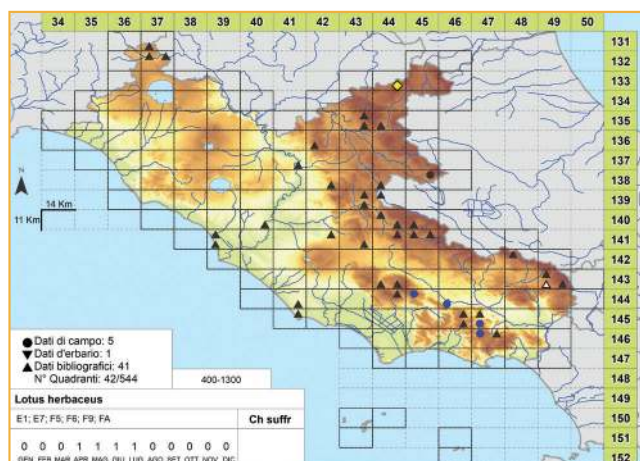 34 35 36 37 38 39 40 41 42 43 44 45 46 47 48 49 50
131
132
133
134
135
136
137
138
139
140
141
142
143
144
145
146
147
148
149
150
151
152
N
14 Km
11 Km
Dati di campo: 5
Dati d'erbario: 1
Dati bibliografici: 41
N° Quadranti: 42/544
400-1300
Lotus herbaceus
E1; E7; F5; F6; F9; FA
Ch suffr
0 0 0 1 1 1 1 0 0 0 0 0
GEN FEB MAR APR MAG GIU LUG AGO SET OTT NOV DIC